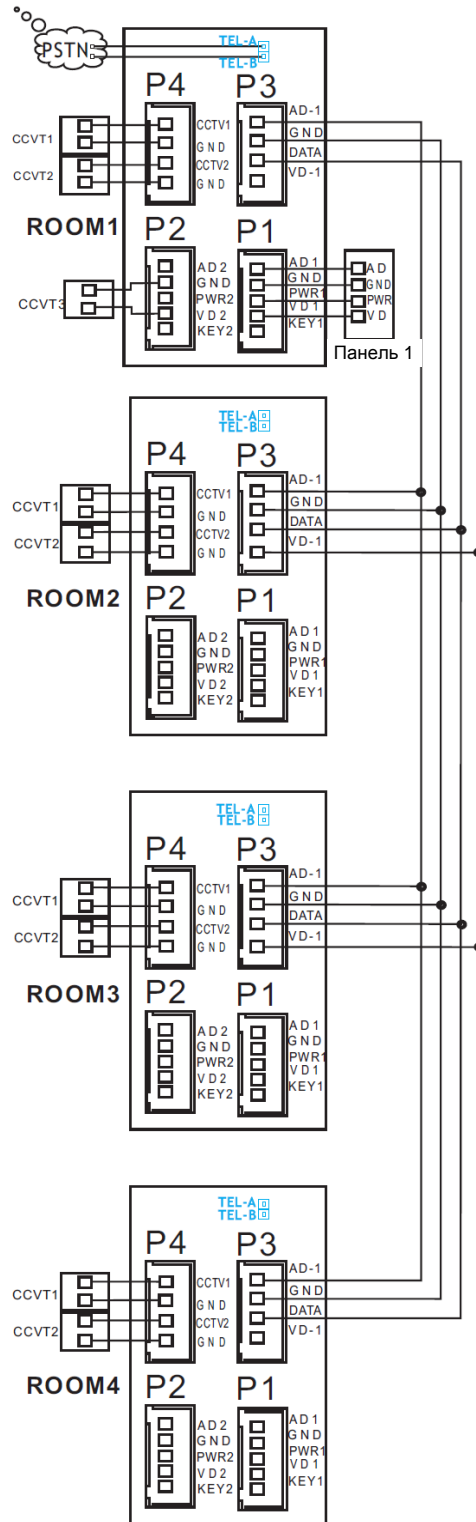 PSTN
TEL-A
TEL-B
P4 P3
CCVT1
CCVT2
CCTV1
GND
CCTV2
GND
AD-1
GND
DATA
VD-1
ROOM1
P2 P1
CCVT3
AD2
GND
PWR2
VD2
KEY2
AD1
GND
PWR1
VD1
KEY1
AD
GND
PWR
VD
Панель 1
TEL-A
TEL-B
P4 P3
CCVT1
CCVT2
CCTV1
GND
CCTV2
GND
AD-1
GND
DATA
VD-1
ROOM2
P2 P1
AD2
GND
PWR2
VD2
KEY2
AD1
GND
PWR1
VD1
KEY1
TEL-A
TEL-B
P4 P3
CCVT1
CCVT2
CCTV1
GND
CCTV2
GND
AD-1
GND
DATA
VD-1
ROOM3
P2 P1
AD2
GND
PWR2
VD2
KEY2
AD1
GND
PWR1
VD1
KEY1
TEL-A
TEL-B
P4 P3
CCVT1
CCVT2
CCTV1
GND
CCTV2
GND
AD-1
GND
DATA
VD-1
ROOM4
P2 P1
AD2
GND
PWR2
VD2
KEY2
AD1
GND
PWR1
VD1
KEY1